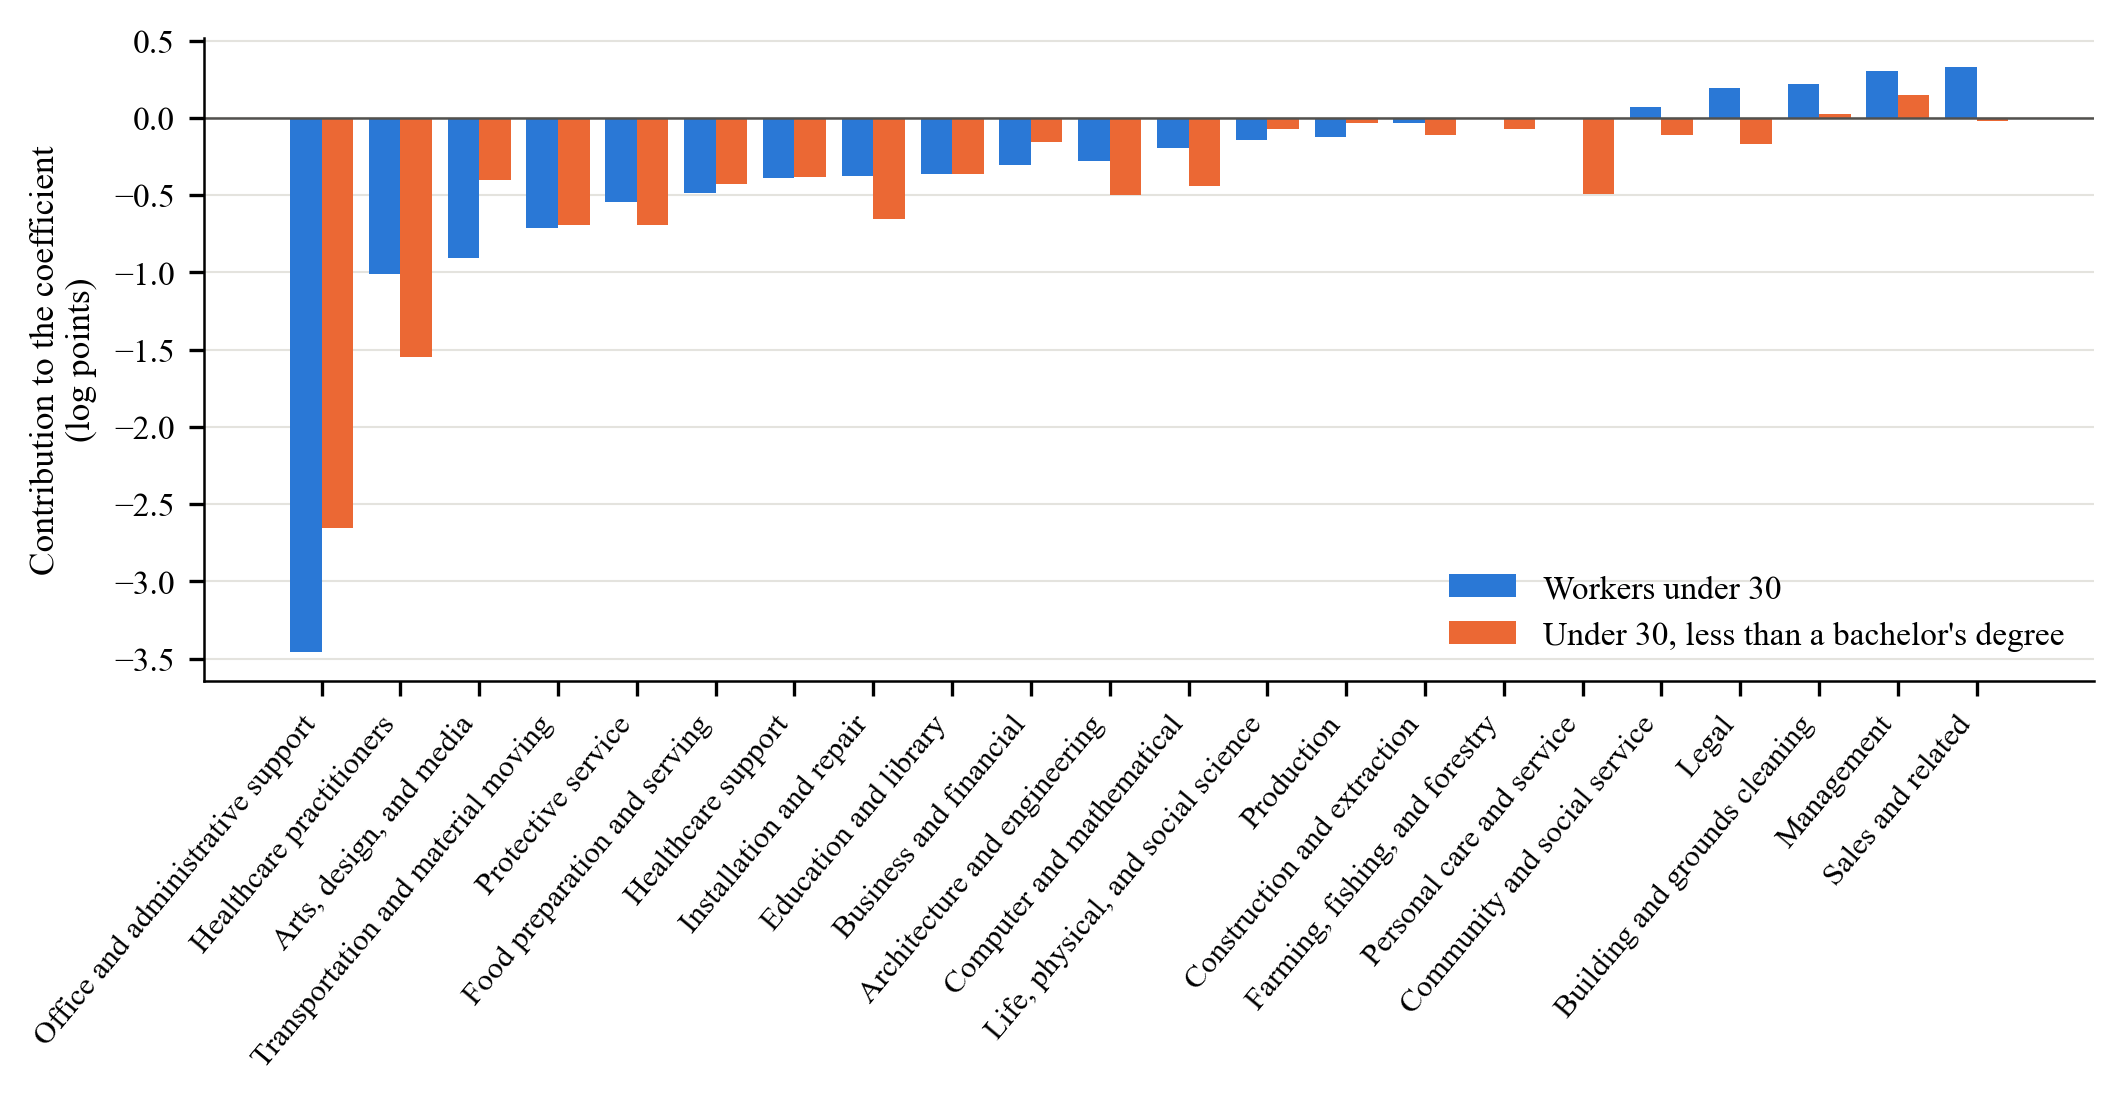 Contribution to the coefficient
(log points)
0.5
0.0
−0.5
−1.0
−1.5
−2.0
−2.5
−3.0
−3.5
Workers under 30
Under 30, less than a bachelor's degree
Office and administrative support
Healthcare practitioners
Arts, design, and media
Transportation and material moving
Protective service
Food preparation and serving
Healthcare support
Installation and repair
Education and library
Business and financial
Architecture and engineering
Computer and mathematical
Life, physical, and social science
Production
Construction and extraction
Farming, fishing, and forestry
Personal care and service
Community and social service
Legal
Building and grounds cleaning
Management
Sales and related